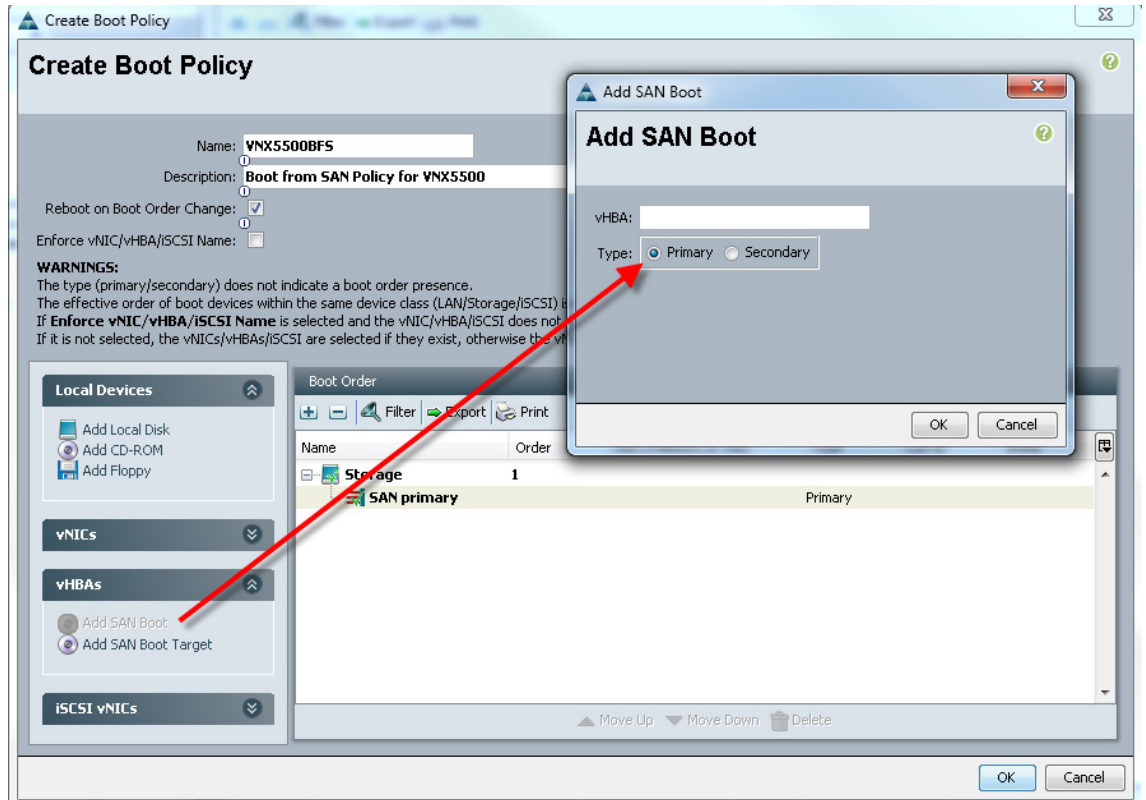 Create Boot Policy
Create Boot Policy
Name: VNX5500BFS
Description: Boot from SAN Policy for VNX5500
Reboot on Boot Order Change:
Enforce vNIC/vHBA/iSCSI Name:
WARNINGS:
The type (primary/secondary) does not indicate a boot order presence.
The effective order of boot devices within the same device class (LAN/Storage/iSCSI)
If Enforce vNIC/vHBA/iSCSI Name is selected and the vNIC/vHBA/iSCSI does not
If it is not selected, the vNICs/vHBAs/iSCSI are selected if they exist, otherwise the
Local Devices
Add Local Disk
Add CD-ROM
Add Floppy
vNICs
vHBAs
Add SAN Boot
Add SAN Boot Target
iSCSI vNICs
Boot Order
Filter Export Print
Name Order
Storage 1
SAN primary Primary
Move Up Move Down Delete
OK Cancel
Add SAN Boot
Add SAN Boot
vHBA:
Type: Primary Secondary
OK Cancel